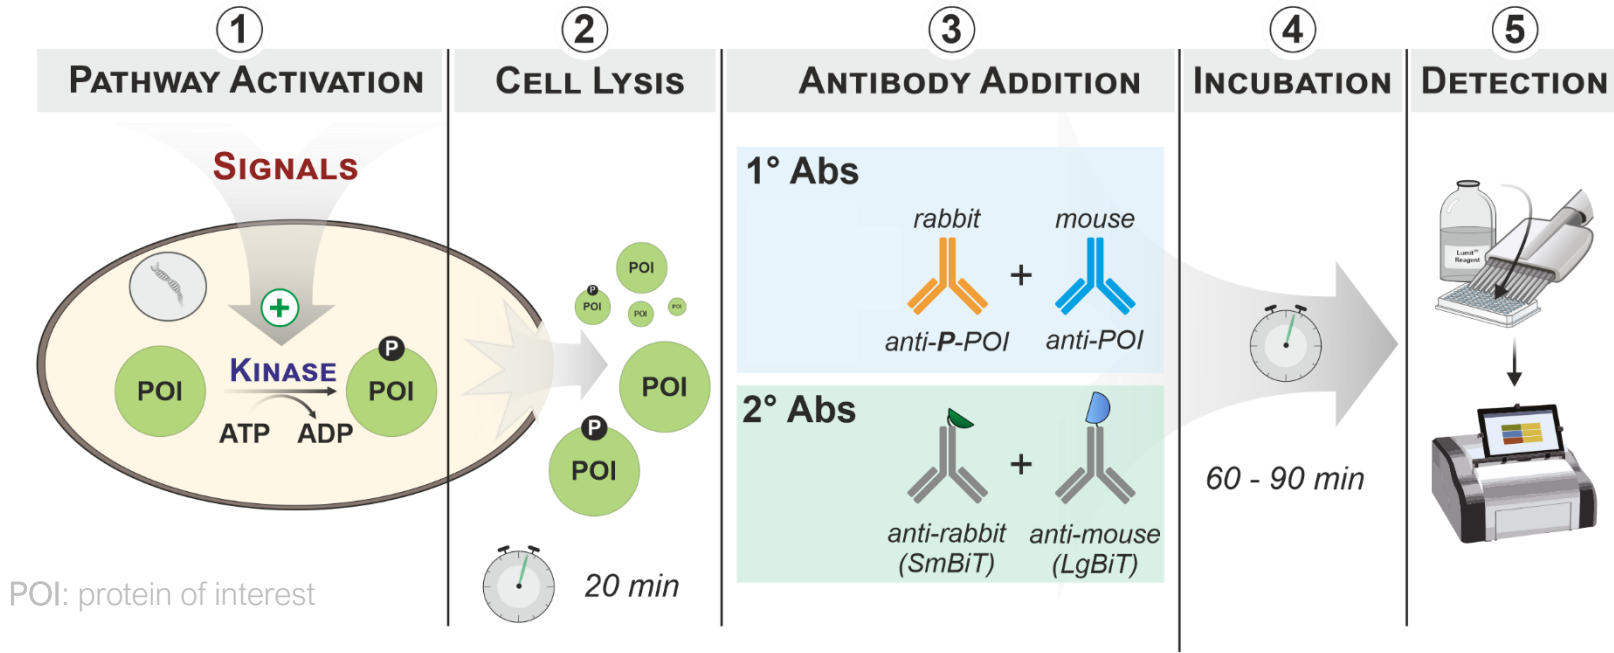 1
PATHWAY ACTIVATION
SIGNALS
+
POI
KINASE
ATP
ADP
P
POI
POI: protein of interest
2
CELL LYSIS
POI
P
POI
POI
POI
POI
P
POI
20 min
3
ANTIBODY ADDITION
1° Abs
rabbit
mouse
+
anti-P-POI
anti-POI
2° Abs
+
anti-rabbit
(SmBiT)
anti-mouse
(LgBiT)
4
INCUBATION
60 - 90 min
5
DETECTION
Lumit™
Reagent